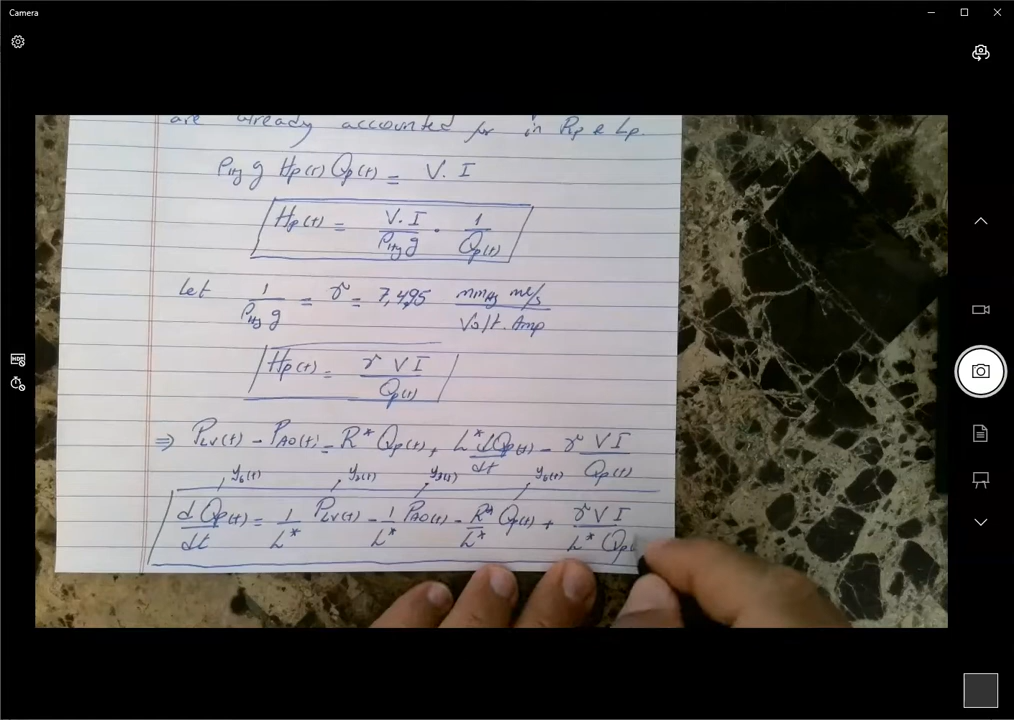 Camera
are already accounted for in Rp & Lp.
ρHg g Hp(t) Qp(t) = V. I
Hp(t) = V. I / ρHg g . 1 / Qp(t)
Let 1 / ρHg g = γ = 7,495 mmHg ml/s / Volt. Amp
Hp(t) = γ V I / Qp(t)
⇒ PLV(t) - PAO(t) = R* Qp(t) + L* dQp(t) / dt - γ V I / Qp(t)
y6(t) y3(t) y6(t)
d Qp(t) / dt = 1 / L* PLV(t) - 1 / L* PAO(t) - R* / L* Qp(t) + γ V I / L* Qp(